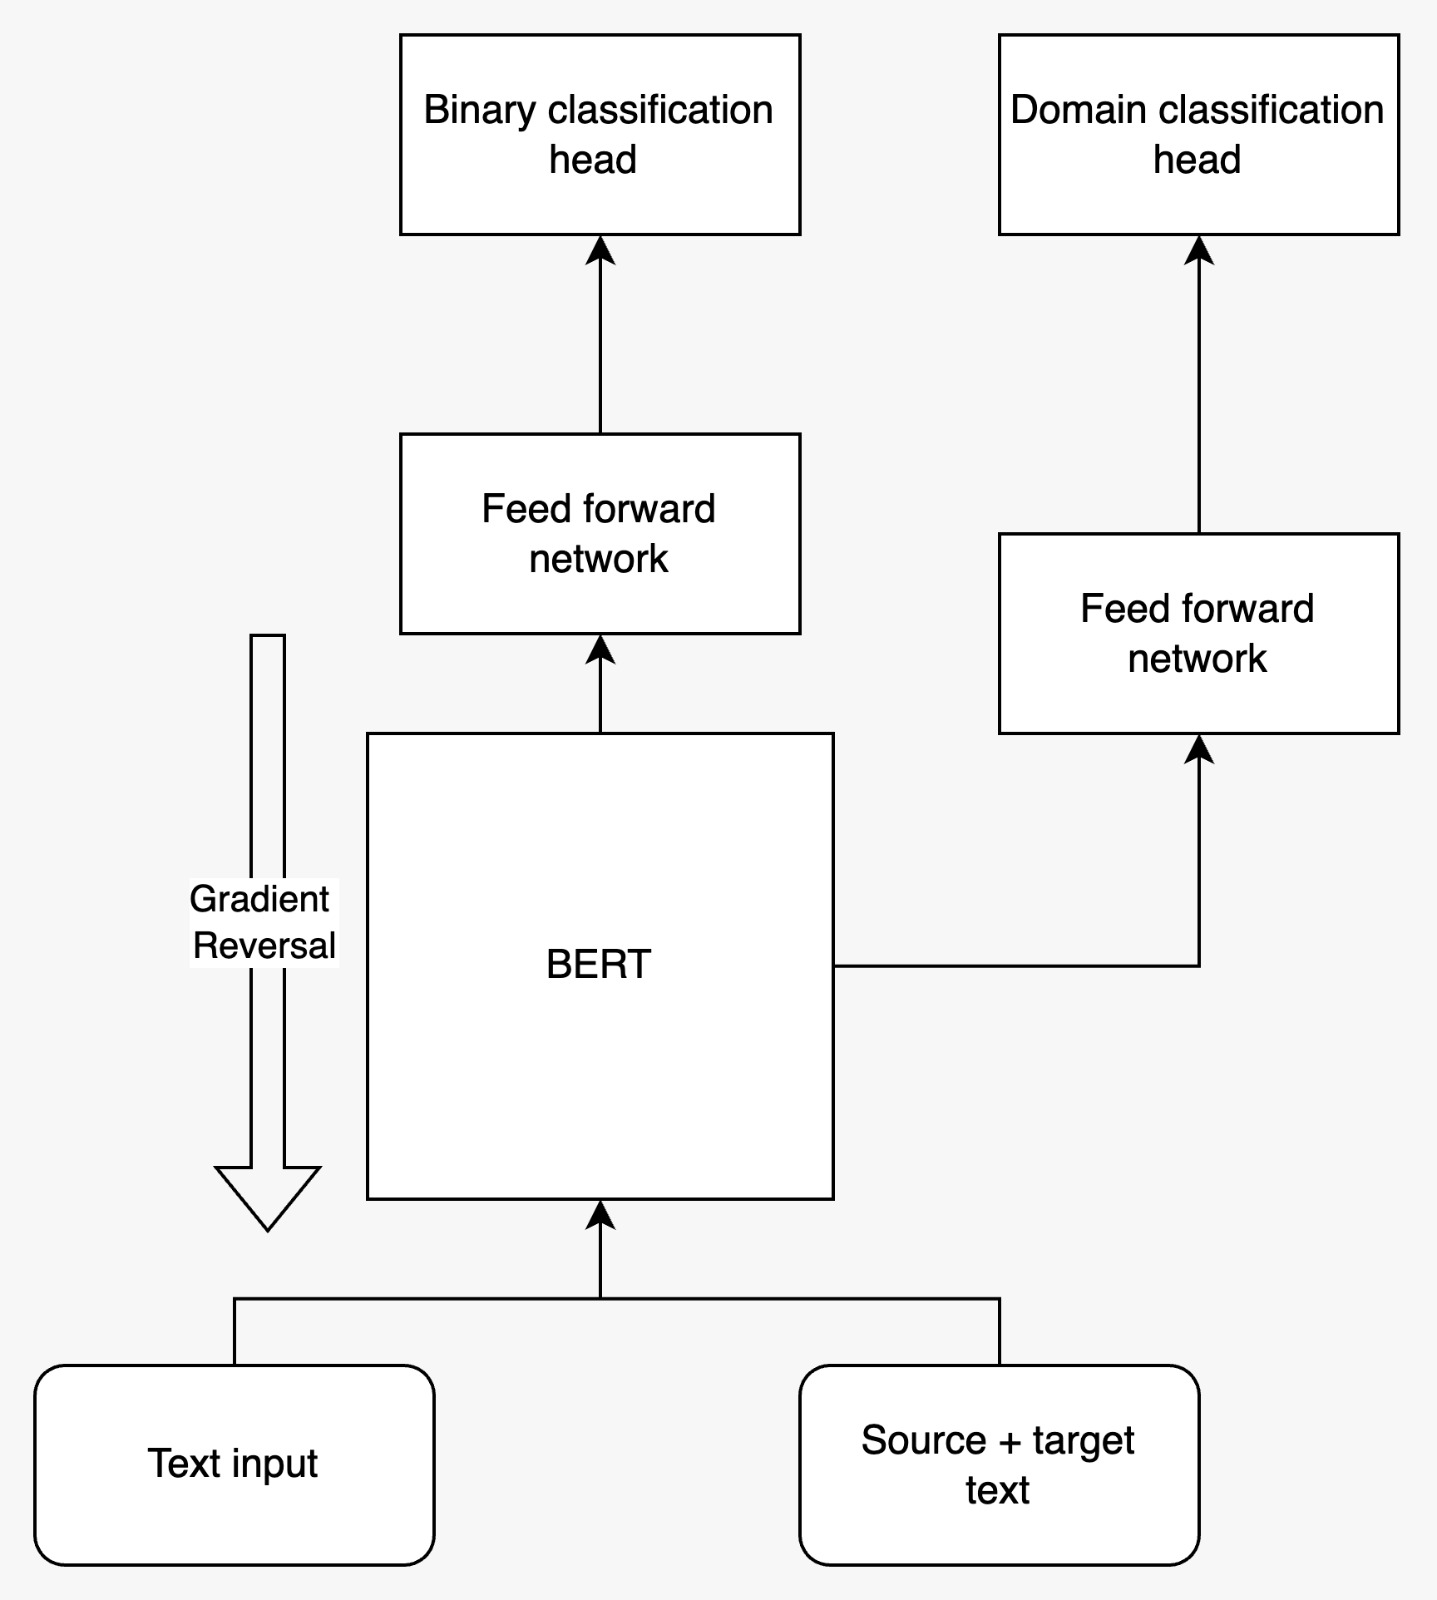 Binary classification
head
Domain classification
head
Feed forward
network
Feed forward
network
Gradient
Reversal
BERT
Text input
Source + target
text